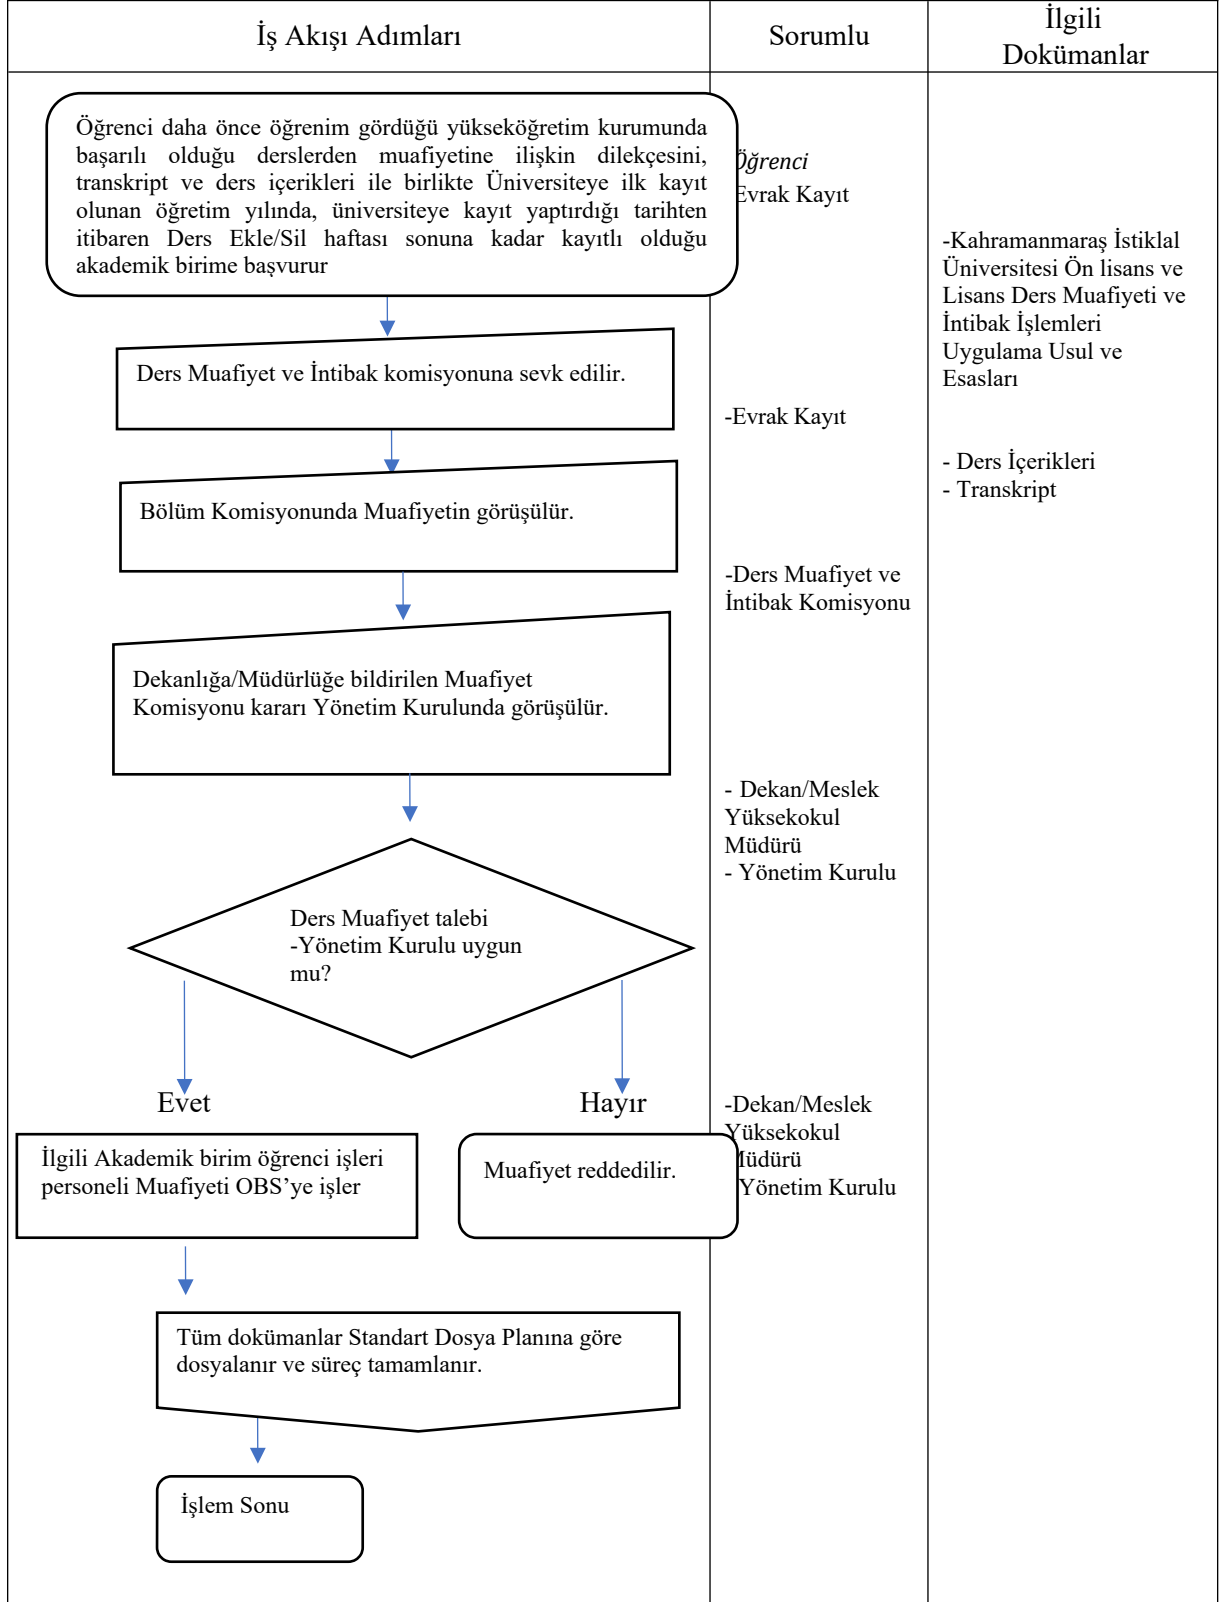 İş Akışı Adımları
Sorumlu
İlgili
Dokümanlar
Öğrenci daha önce öğrenim gördüğü yükseköğretim kurumunda
başarılı olduğu derslerden muafiyetine ilişkin dilekçesini,
transkript ve ders içerikleri ile birlikte Üniversiteye ilk kayıt
olunan öğretim yılında, üniversiteye kayıt yaptırdığı tarihten
itibaren Ders Ekle/Sil haftası sonuna kadar kayıtlı olduğu
akademik birime başvurur
Öğrenci
Evrak Kayıt
-Kahramanmaraş İstiklal
Üniversitesi Ön lisans ve
Lisans Ders Muafiyeti ve
İntibak İşlemleri
Uygulama Usul ve
Esasları
Ders Muafiyet ve İntibak komisyonuna sevk edilir.
-Evrak Kayıt
- Ders İçerikleri
- Transkript
Bölüm Komisyonunda Muafiyetin görüşülür.
-Ders Muafiyet ve
İntibak Komisyonu
Dekanlığa/Müdürlüğe bildirilen Muafiyet
Komisyonu kararı Yönetim Kurulunda görüşülür.
- Dekan/Meslek
Yüksekokul
Müdürü
- Yönetim Kurulu
Ders Muafiyet talebi
-Yönetim Kurulu uygun
mu?
Evet
Hayır
-Dekan/Meslek
Yüksekokul
Müdürü
Yönetim Kurulu
İlgili Akademik birim öğrenci işleri
personeli Muafiyeti OBS’ye işler
Muafiyet reddedilir.
Tüm dokümanlar Standart Dosya Planına göre
dosyalanır ve süreç tamamlanır.
İşlem Sonu